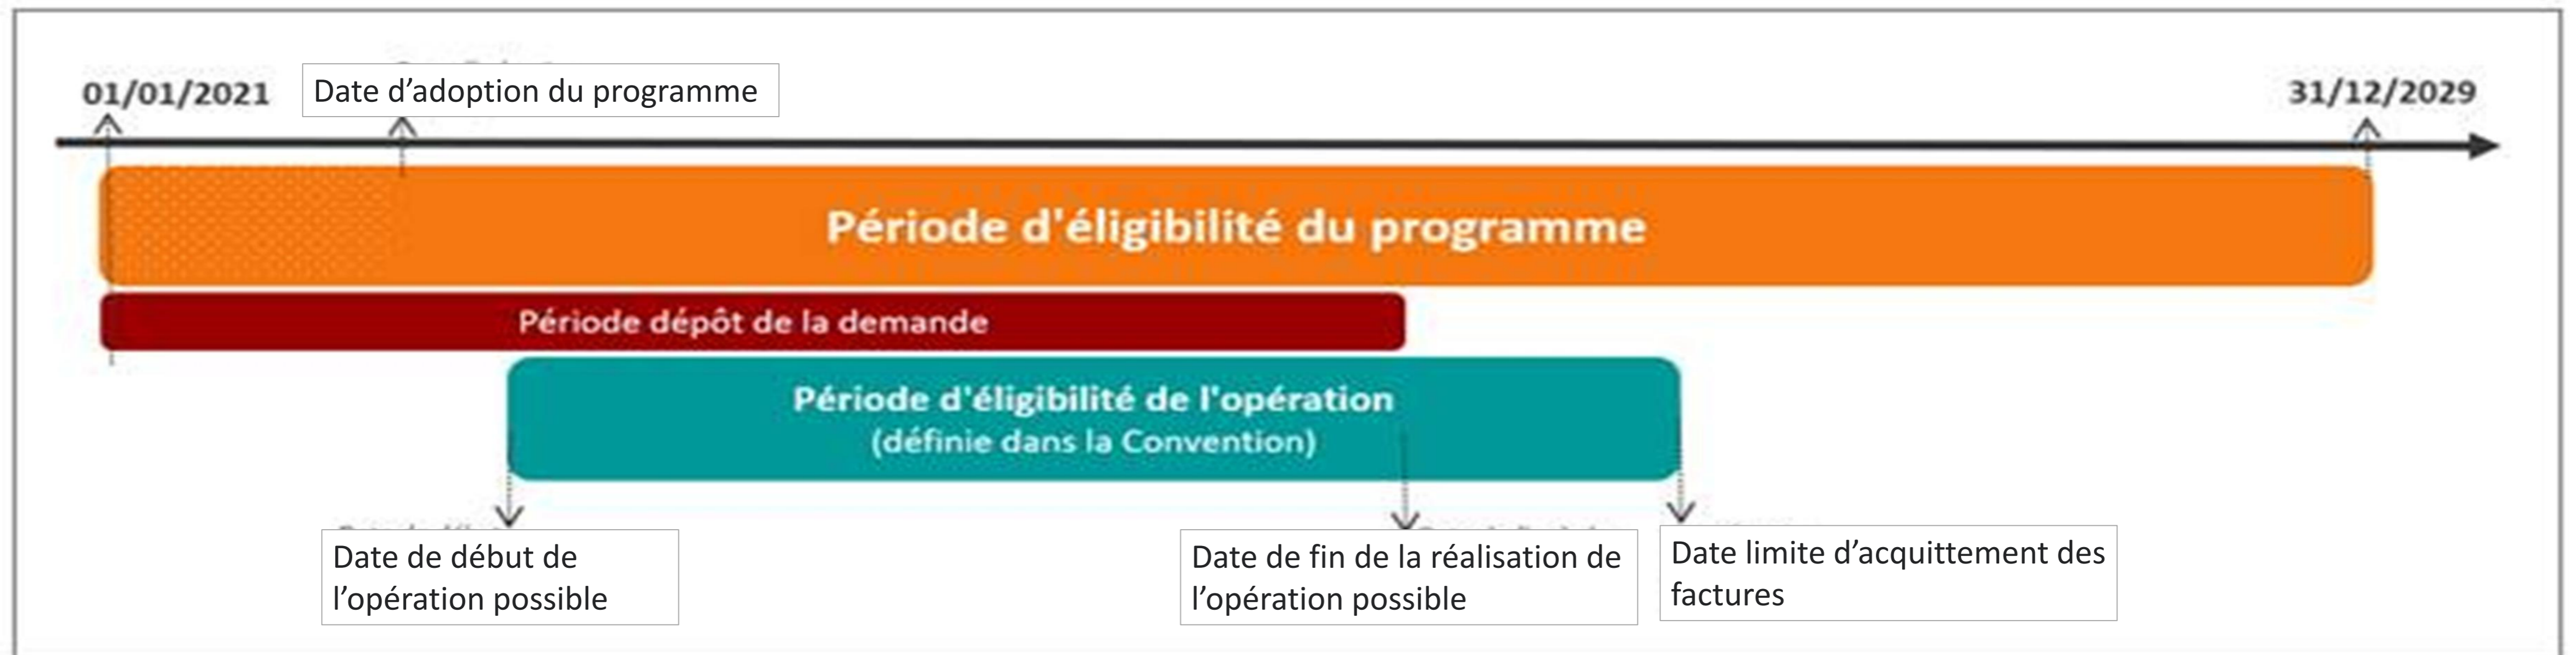 01/01/2021
Date d’adoption du programme
31/12/2029
Période d'éligibilité du programme
Période dépôt de la demande
Période d'éligibilité de l'opération
(définie dans la Convention)
Date de début de
l’opération possible
Date de fin de la réalisation de
l’opération possible
Date limite d’acquittement des
factures